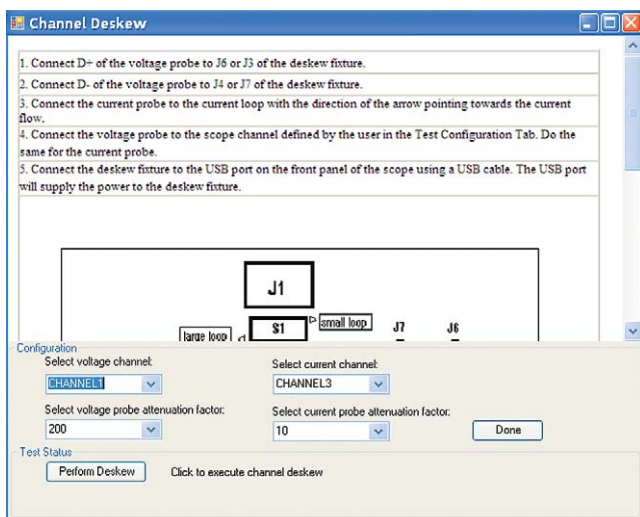 Channel Deskew
1. Connect D+ of the voltage probe to J6 or J3 of the deskew fixture.
2. Connect D- of the voltage probe to J4 or J7 of the deskew fixture.
3. Connect the current probe to the current loop with the direction of the arrow pointing towards the current
flow.
4. Connect the voltage probe to the scope channel defined by the user in the Test Configuration Tab. Do the
same for the current probe.
5. Connect the deskew fixture to the USB port on the front panel of the scope using a USB cable. The USB port
will supply the power to the deskew fixture.
J1
large loop S1 small loop J7 J6
Configuration
Select voltage channel: Select current channel:
CHANNEL1 CHANNEL3
Select voltage probe attenuation factor: Select current probe attenuation factor:
200 10 Done
Test Status
Perform Deskew Click to execute channel deskew